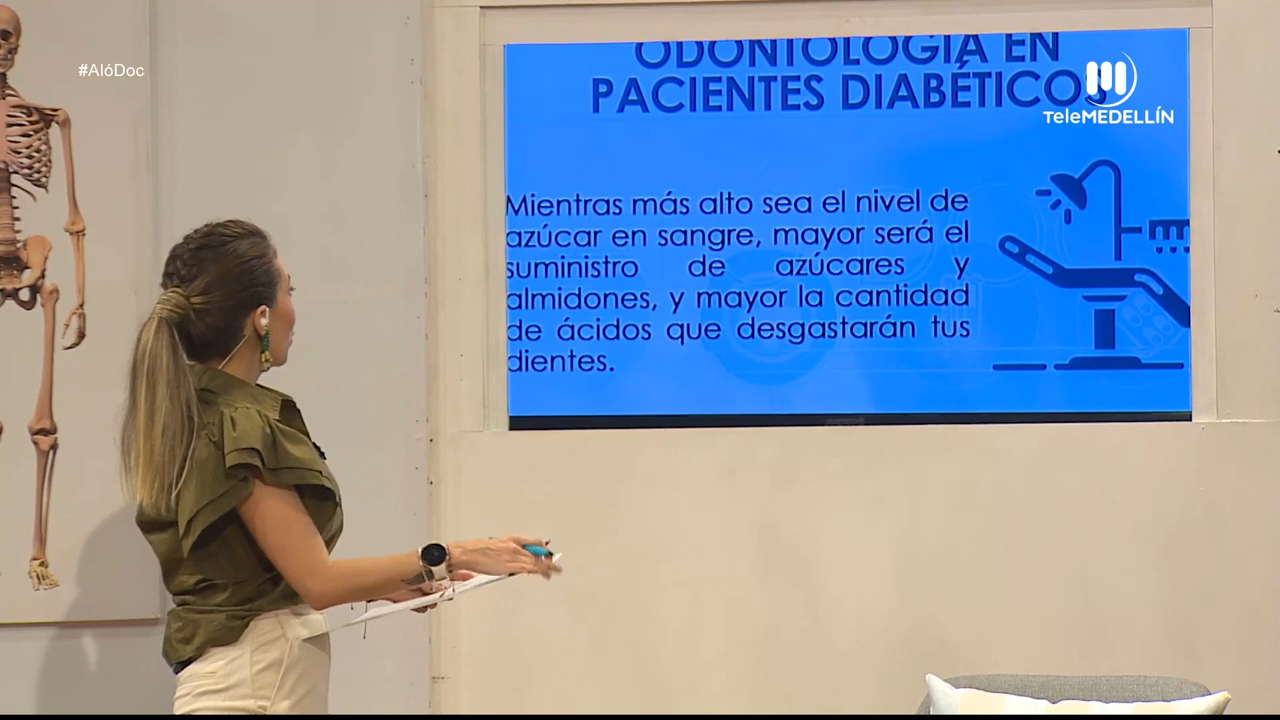 #AlóDoc
ODONTOLOGÍA EN
PACIENTES DIABÉTICOS
TeleMEDELLÍN
Mientras más alto sea el nivel de
azúcar en sangre, mayor será el
suministro de azúcares y
almidones, y mayor la cantidad
de ácidos que desgastarán tus
dientes.